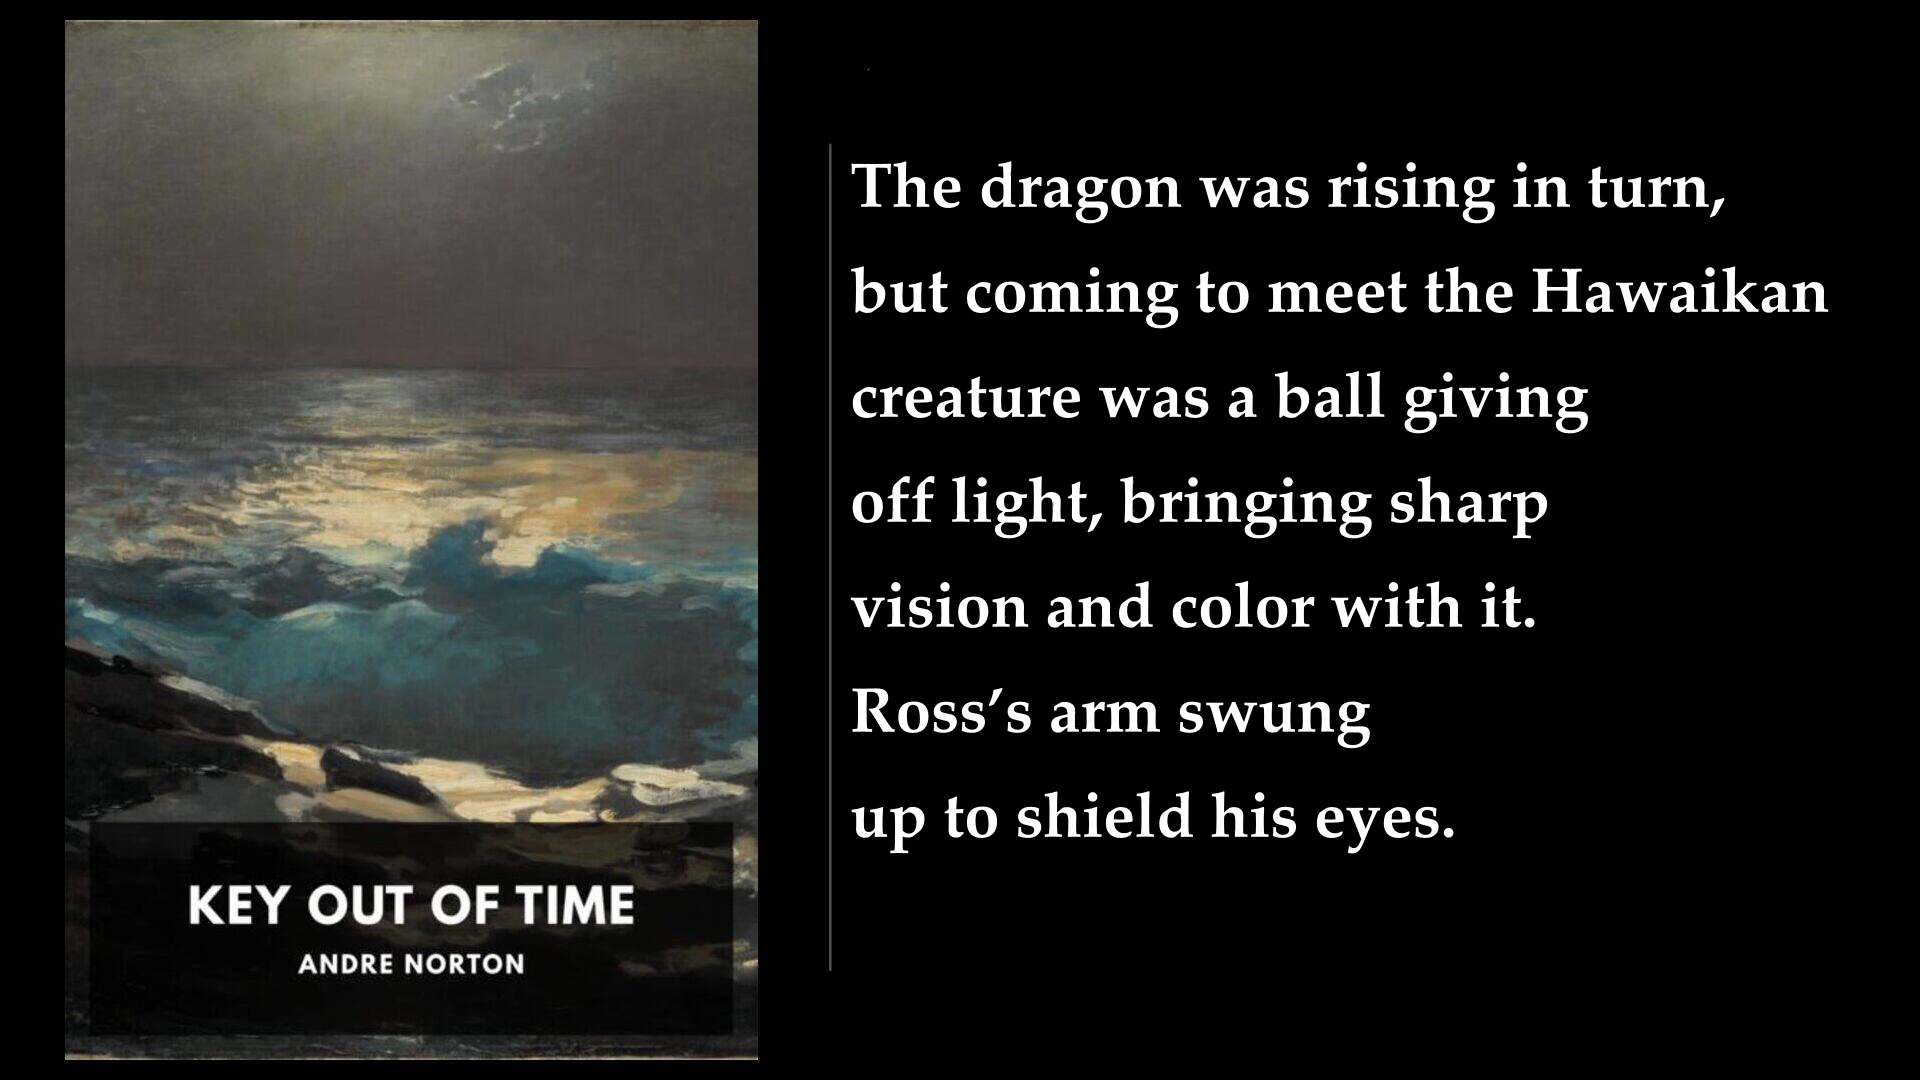 The dragon was rising in turn,
but coming to meet the Hawaikan
creature was a ball giving
off light, bringing sharp
vision and color with it.
Ross’s arm swung
up to shield his eyes.
KEY OUT OF TIME
ANDRE NORTON